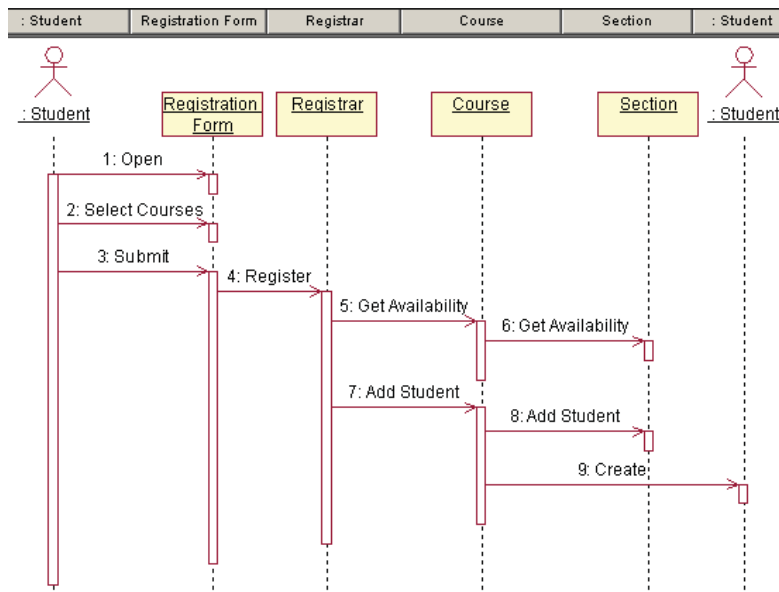 : Student Registration Form Registrar Course Section : Student
: Student
Registration
Form
Registrar
Course
Section
: Student
1: Open
2: Select Courses
3: Submit
4: Register
5: Get Availability
6: Get Availability
7: Add Student
8: Add Student
9: Create